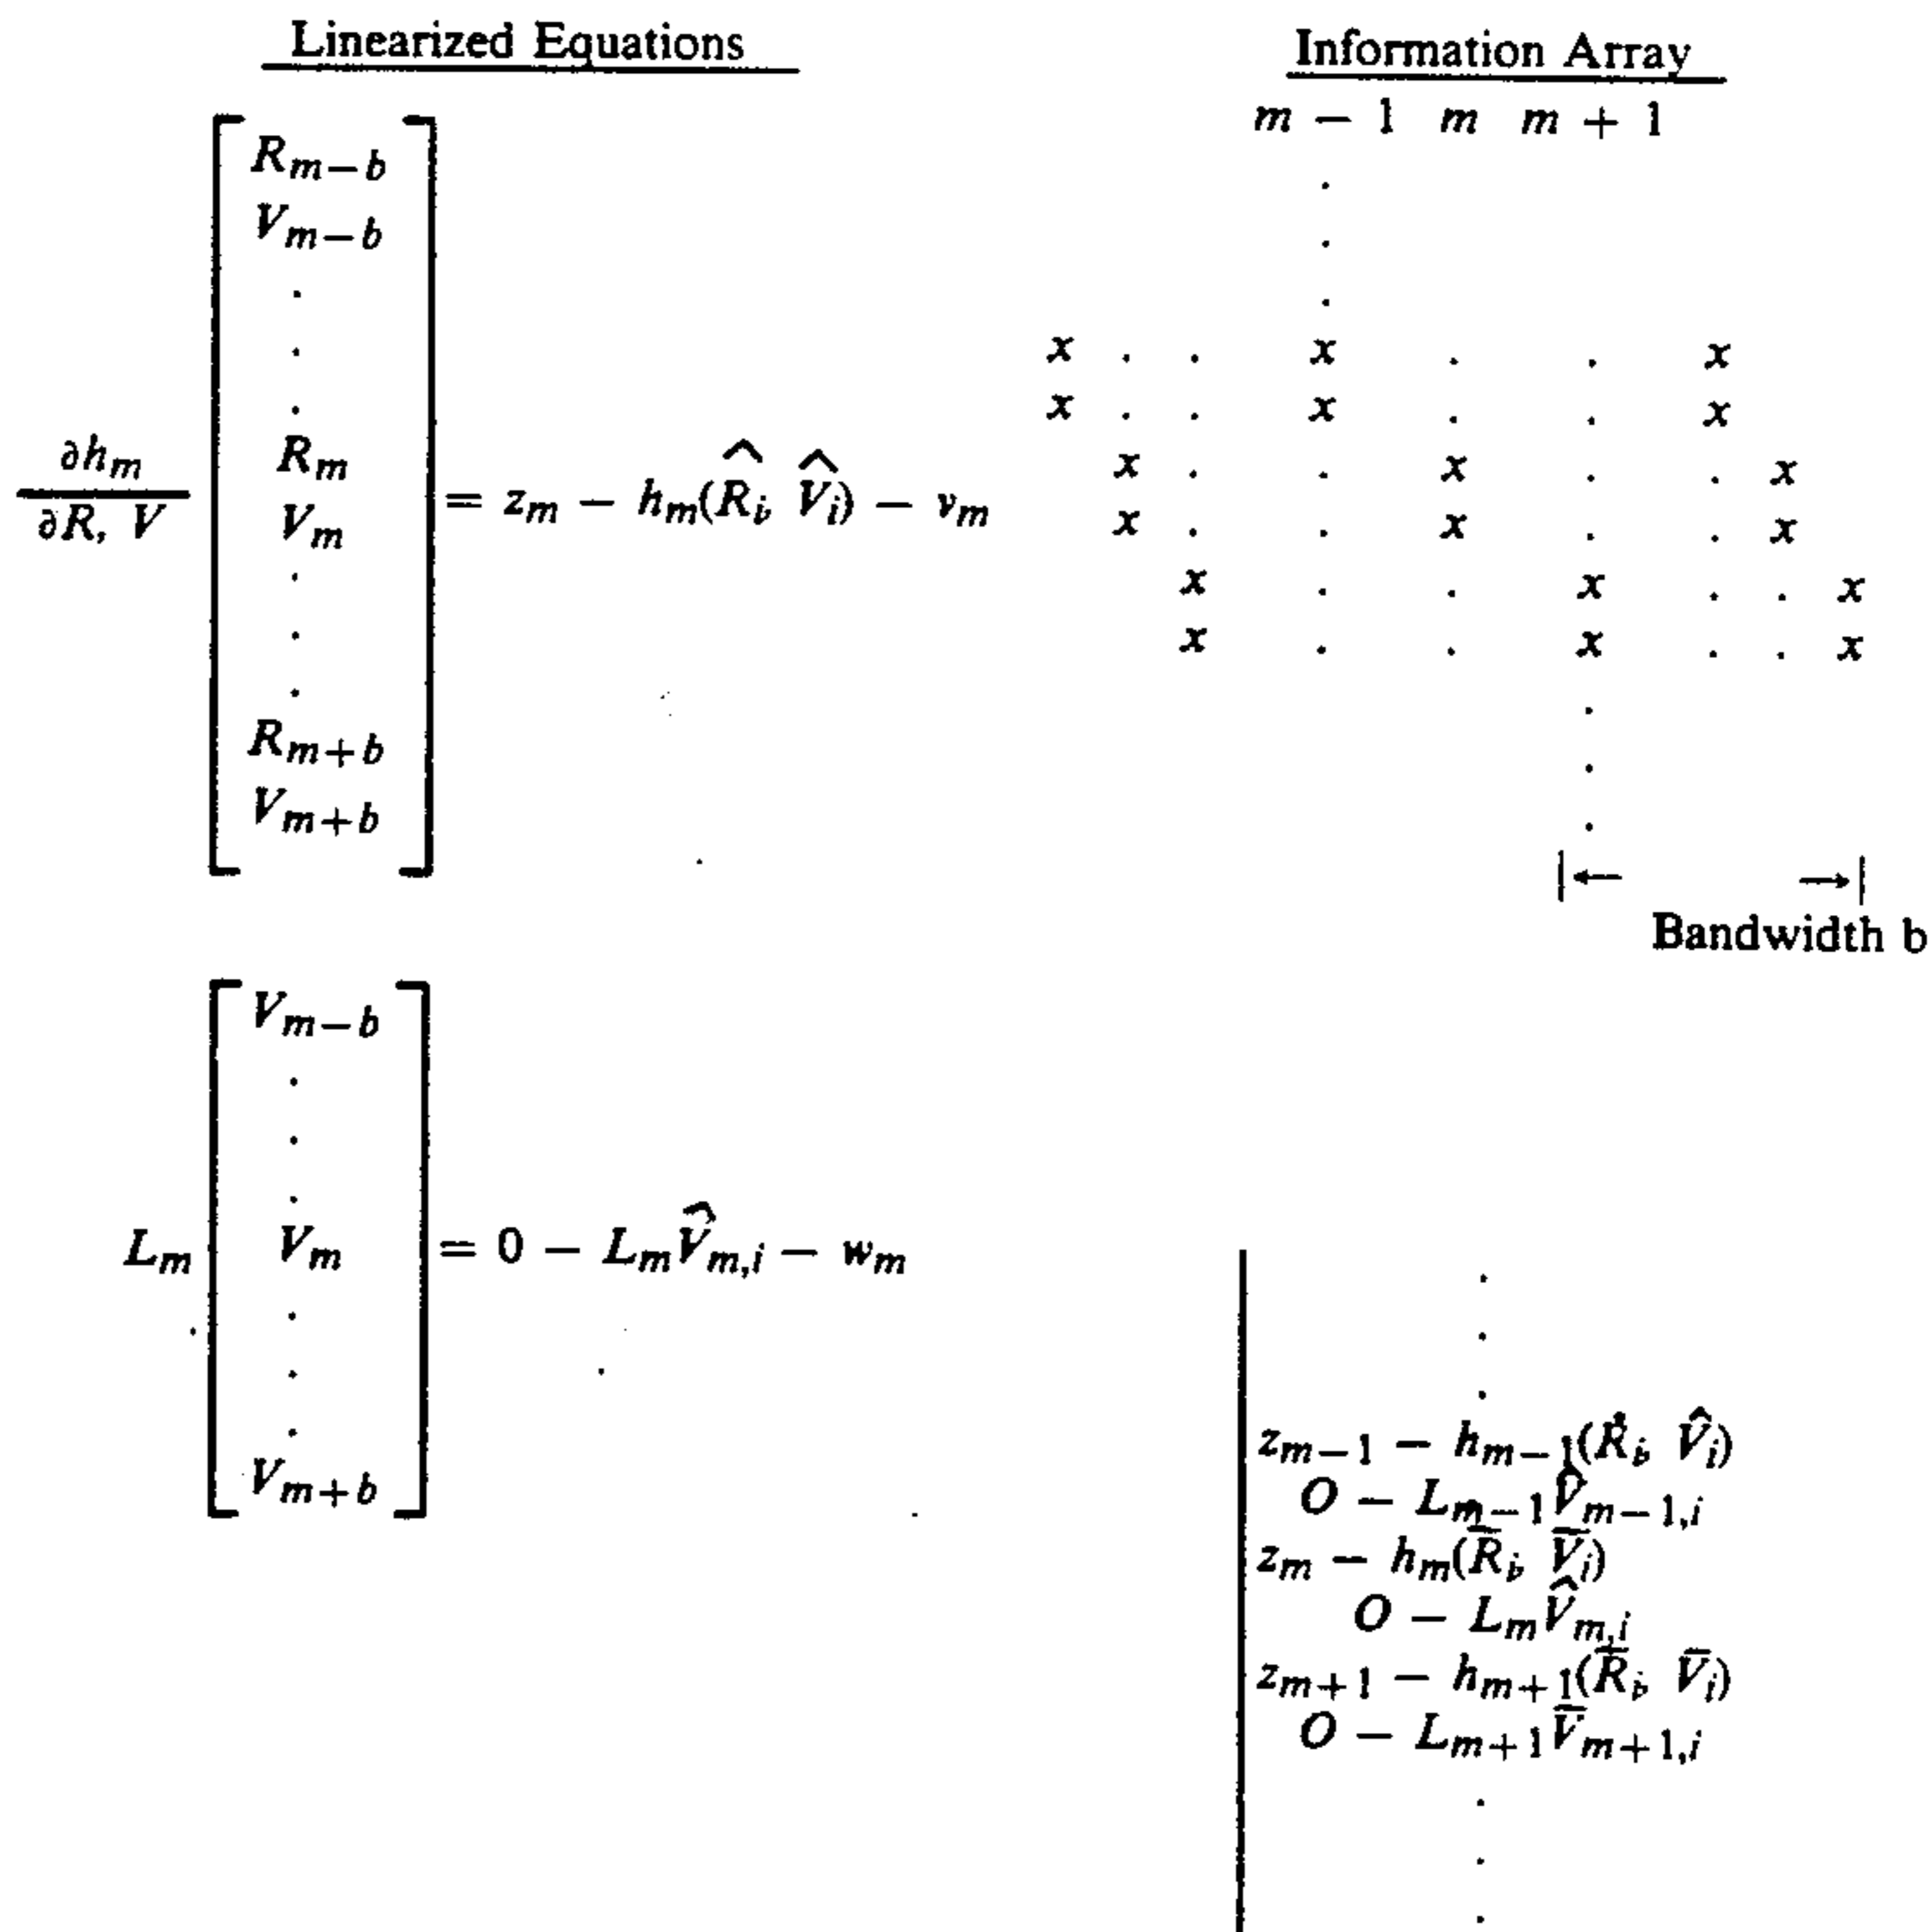 Linearized Equations
R_{m-b}
V_{m-b}
.
.
.
∂h_m / ∂R, V
R_m
V_m
= z_m − h_m(R̂_i, V̂_i) − v_m
.
.
.
R_{m+b}
V_{m+b}
V_{m-b}
.
.
.
L_m
V_m
= 0 − L_m V̂_{m,i} − w_m
.
.
.
V_{m+b}
Information Array
m − 1 m m + 1
.
.
.
x . . x . . x
x . . x . . x
x . . x . . x
x . . x . . x
x . . x . . x
x . . x . . x
.
.
.
|← →|
Bandwidth b
.
.
.
z_{m−1} − h_{m−1}(R̂_i, V̂_i)
O − L_{m−1} V̂_{m−1,i}
z_m − h_m(R̄_i, V̄_i)
O − L_m V̂_{m,i}
z_{m+1} − h_{m+1}(R̄_i, V̄_i)
O − L_{m+1} V̄_{m+1,i}
.
.
.